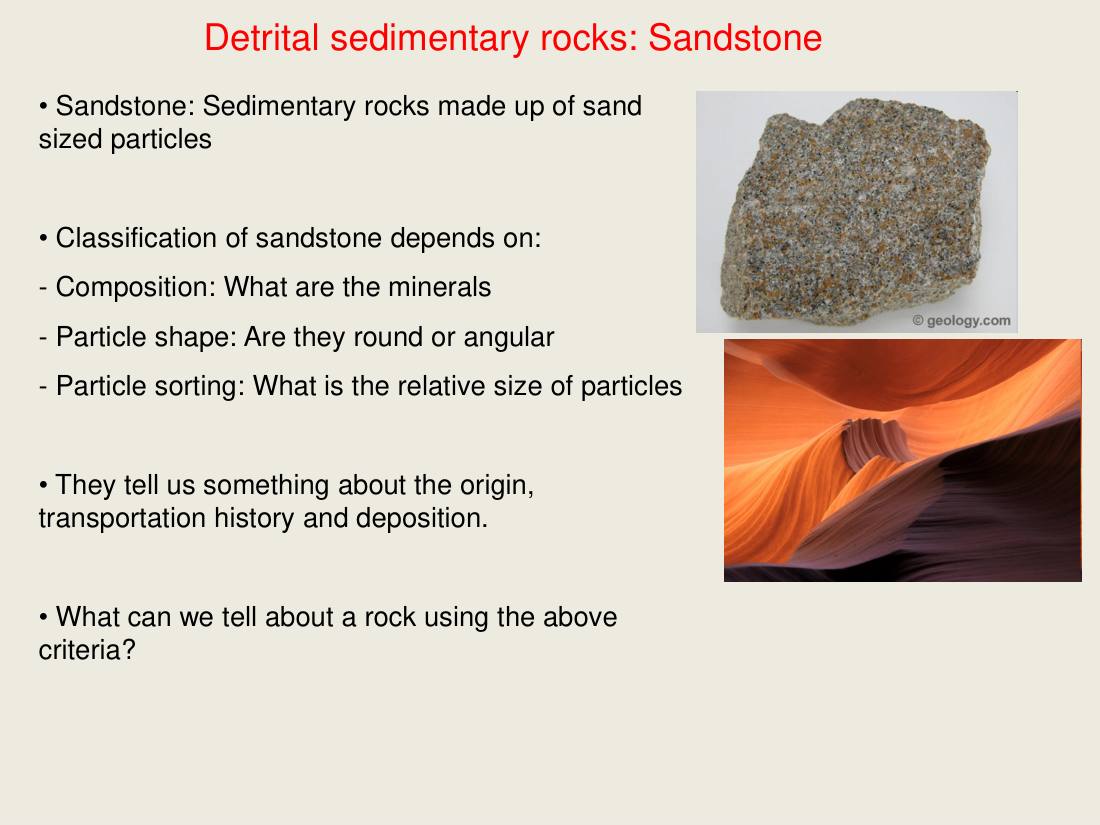 Detrital sedimentary rocks: Sandstone
• Sandstone: Sedimentary rocks made up of sand
sized particles
• Classification of sandstone depends on:
- Composition: What are the minerals
- Particle shape: Are they round or angular
- Particle sorting: What is the relative size of particles
• They tell us something about the origin,
transportation history and deposition.
• What can we tell about a rock using the above
criteria?
© geology.com